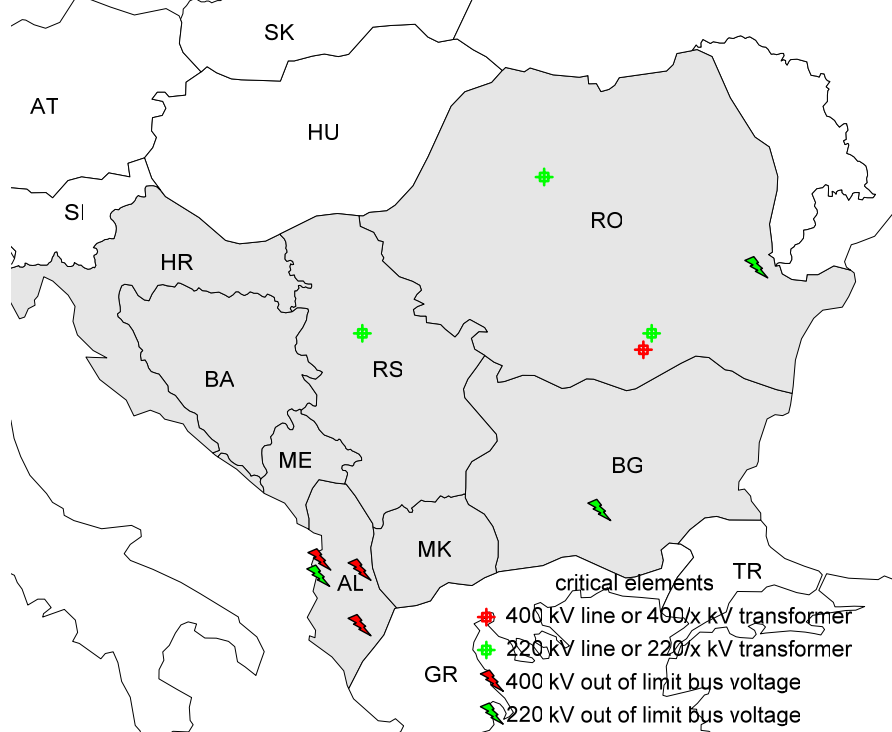 SK
AT
HU
SI
RO
HR
RS
BA
ME
BG
MK
TR
AL
critical elements
400 kV line or 400/x kV transformer
220 kV line or 220/x kV transformer
GR
400 kV out of limit bus voltage
220 kV out of limit bus voltage